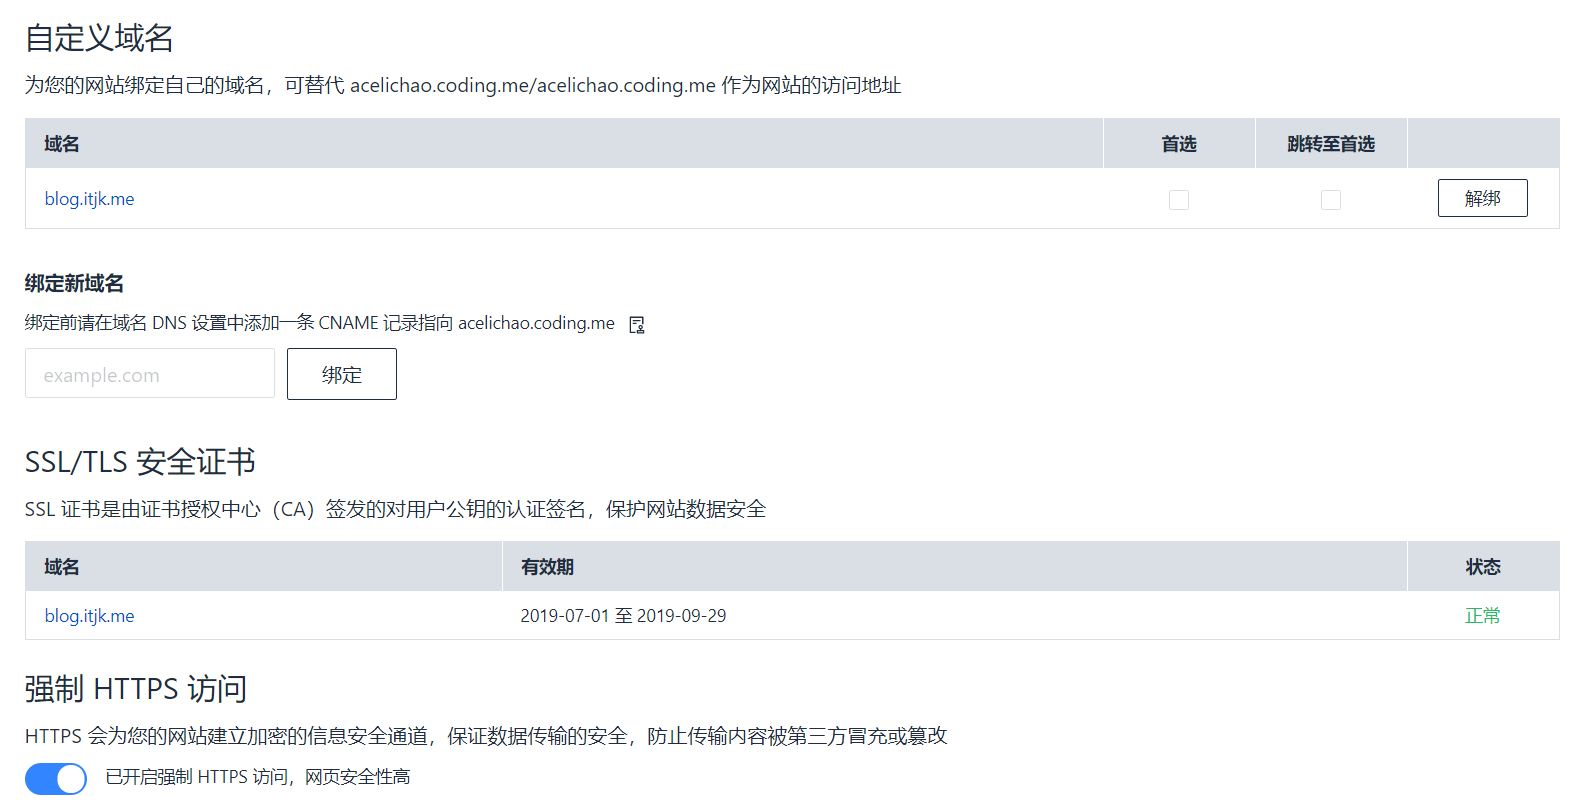 自定义域名
为您的网站绑定自己的域名，可替代 acelichao.coding.me/acelichao.coding.me 作为网站的访问地址
域名 首选 跳转至首选
blog.itjk.me 解绑
绑定新域名
绑定前请在域名 DNS 设置中添加一条 CNAME 记录指向 acelichao.coding.me
example.com 绑定
SSL/TLS 安全证书
SSL 证书是由证书授权中心（CA）签发的对用户公钥的认证签名，保护网站数据安全
域名 有效期 状态
blog.itjk.me 2019-07-01 至 2019-09-29 正常
强制 HTTPS 访问
HTTPS 会为您的网站建立加密的信息安全通道，保证数据传输的安全，防止传输内容被第三方冒充或篡改
已开启强制 HTTPS 访问，网页安全性高